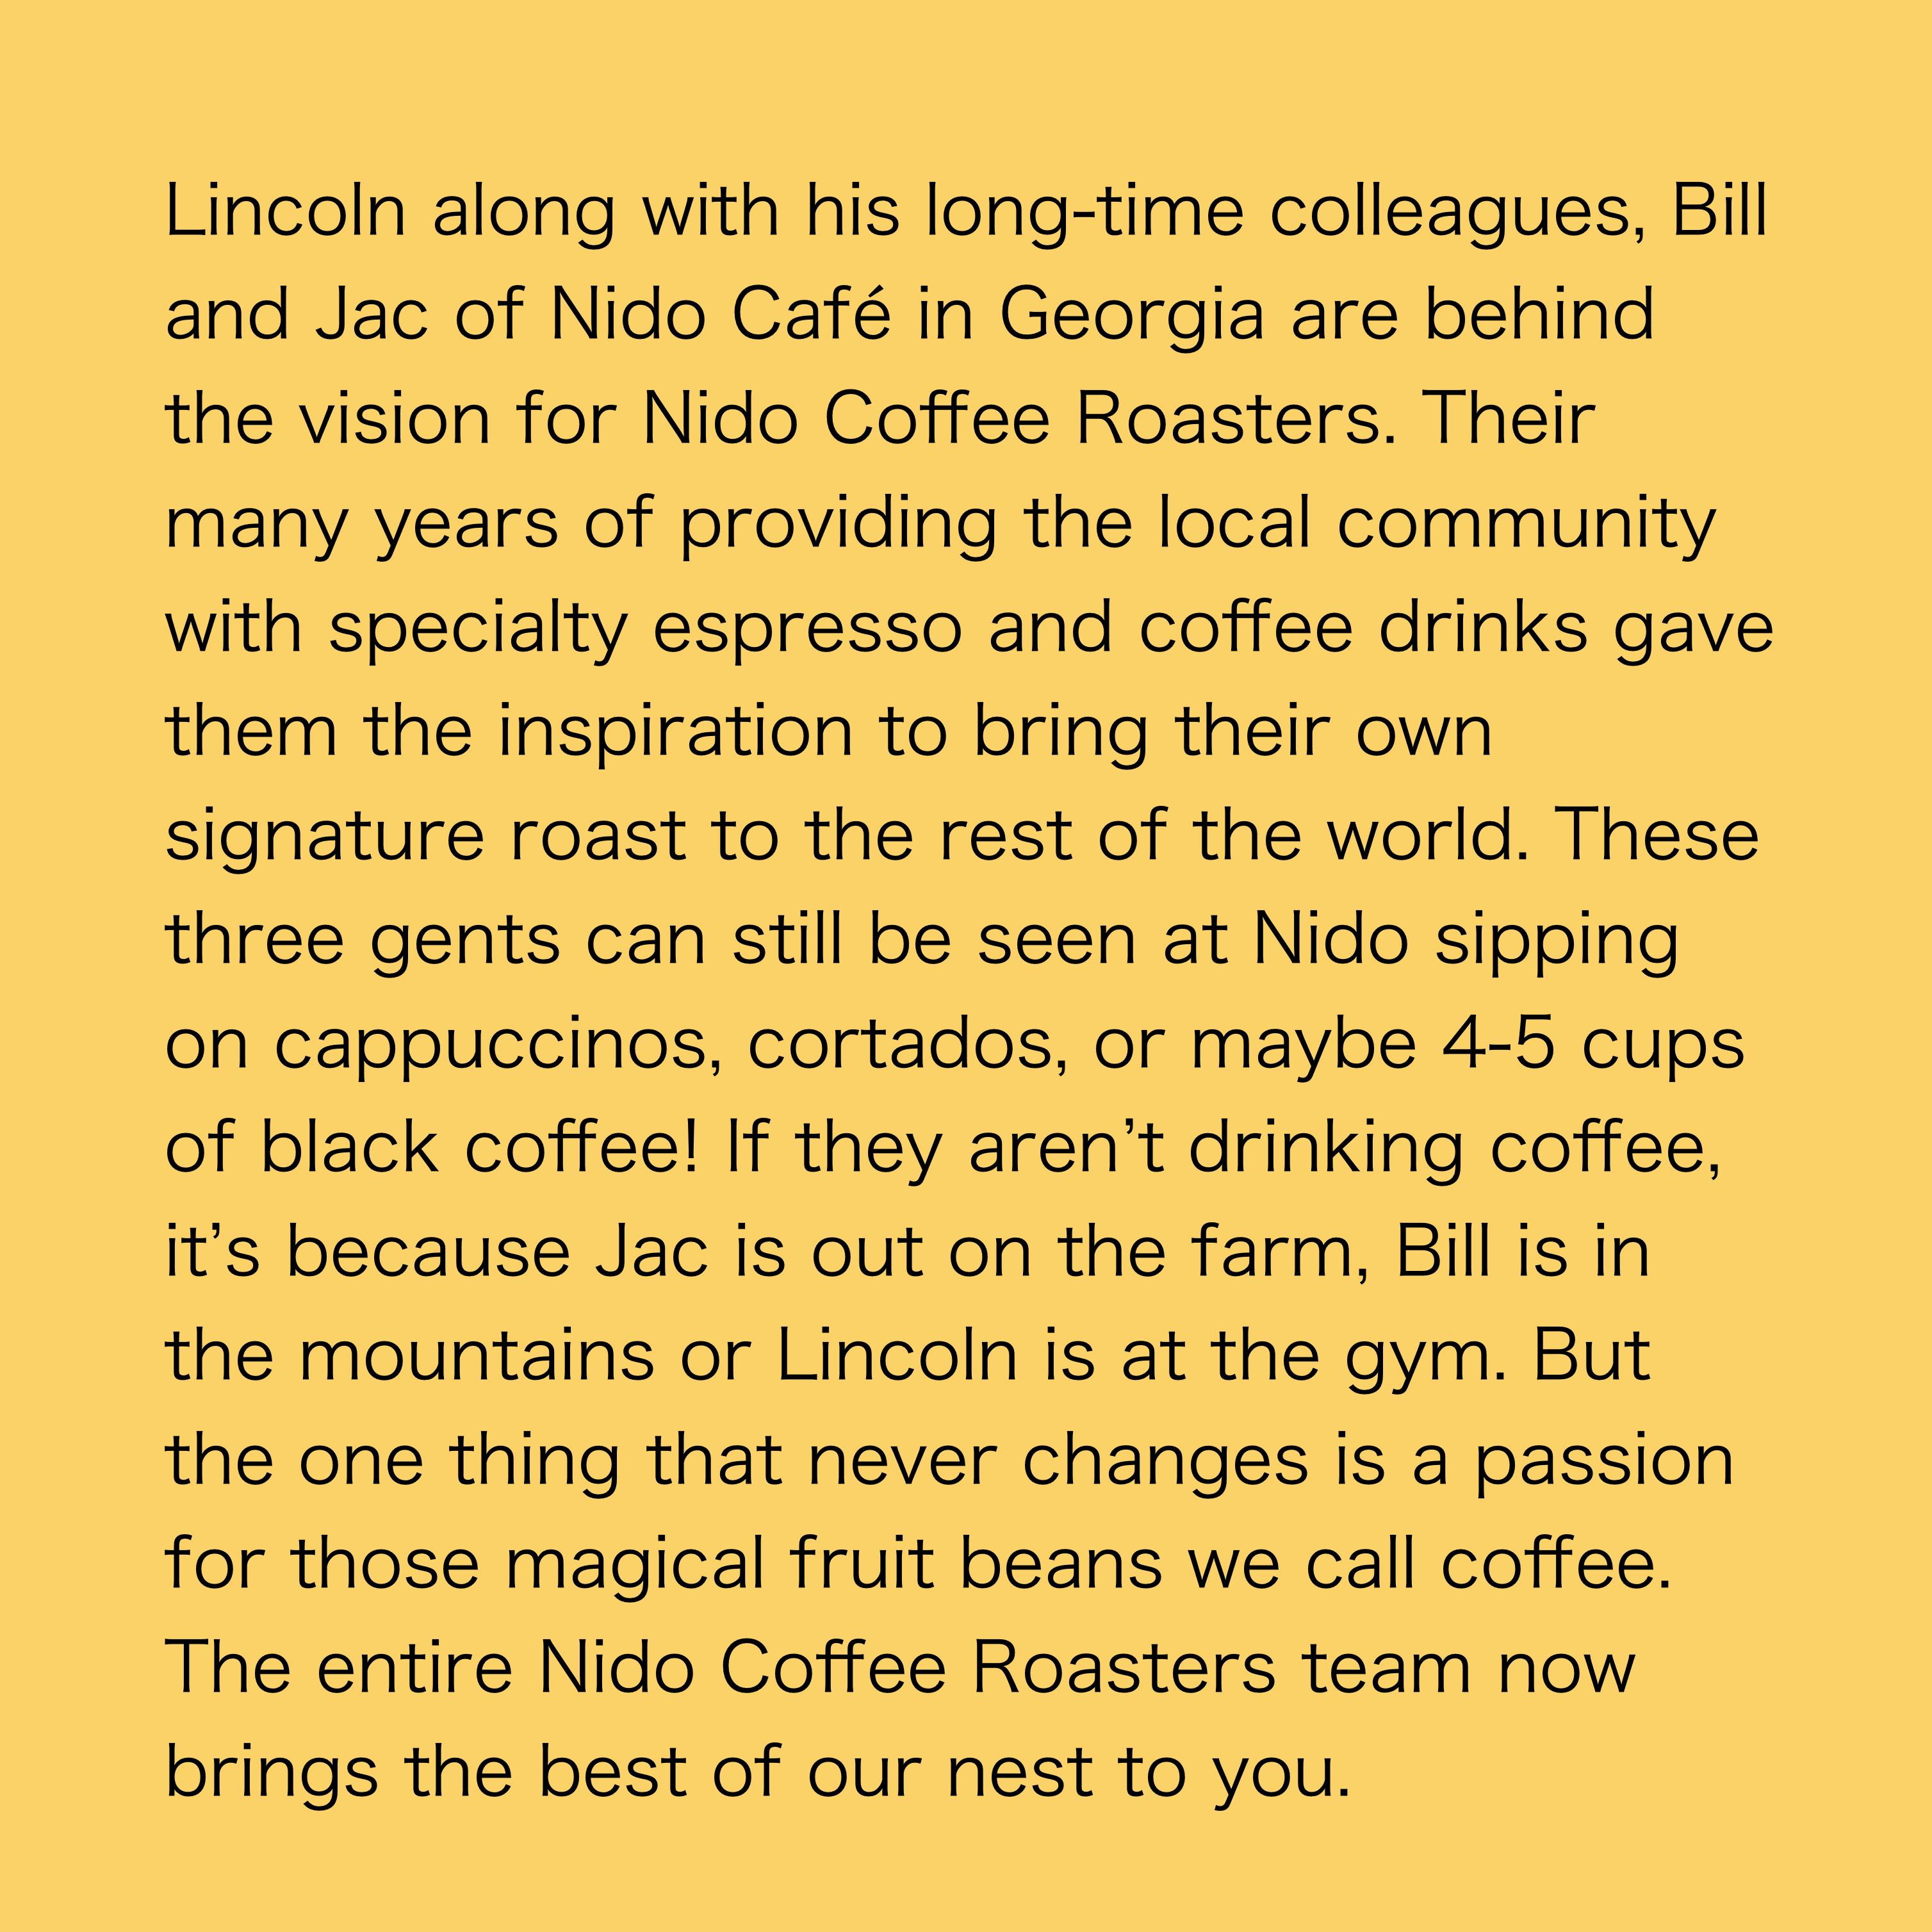 Lincoln along with his long-time colleagues, Bill
and Jac of Nido Café in Georgia are behind
the vision for Nido Coffee Roasters. Their
many years of providing the local community
with specialty espresso and coffee drinks gave
them the inspiration to bring their own
signature roast to the rest of the world. These
three gents can still be seen at Nido sipping
on cappuccinos, cortados, or maybe 4-5 cups
of black coffee! If they aren’t drinking coffee,
it’s because Jac is out on the farm, Bill is in
the mountains or Lincoln is at the gym. But
the one thing that never changes is a passion
for those magical fruit beans we call coffee.
The entire Nido Coffee Roasters team now
brings the best of our nest to you.